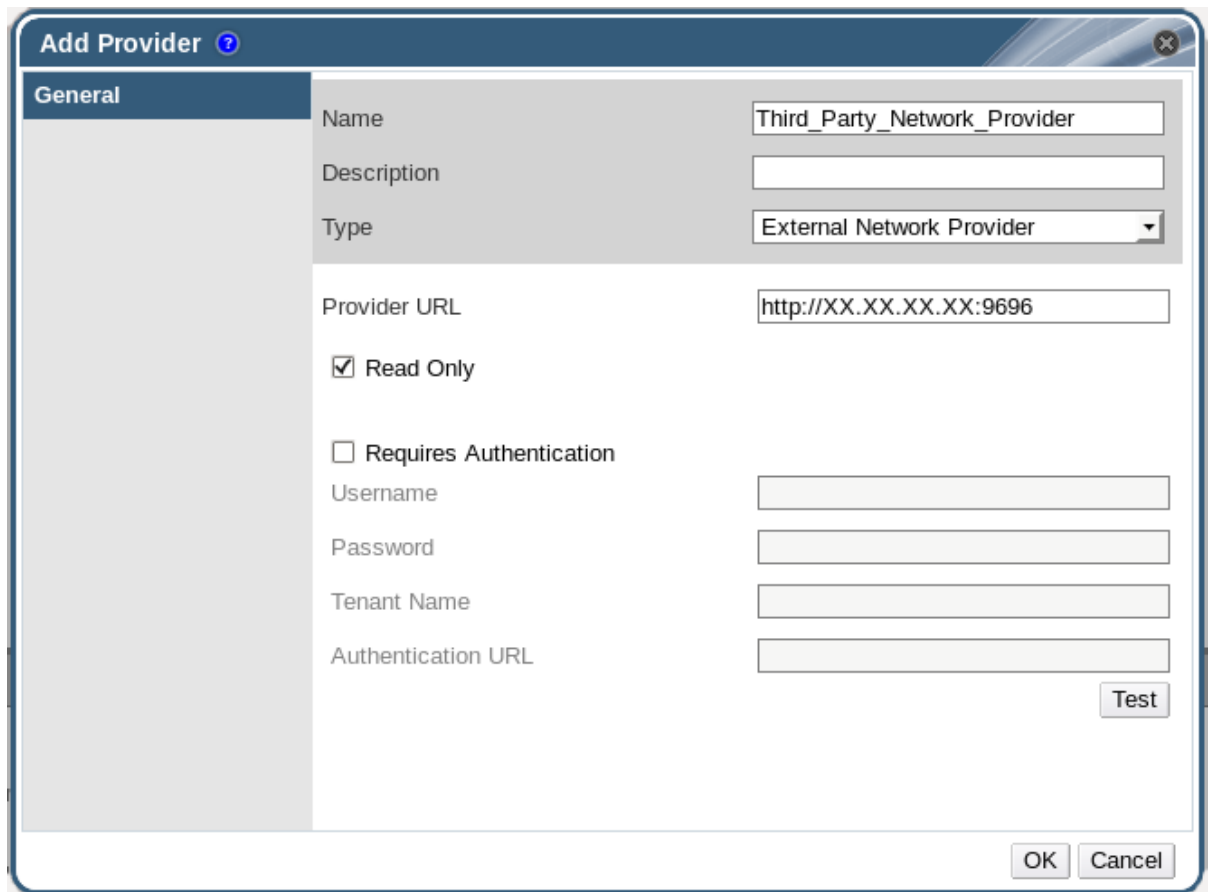 Add Provider ?
General
Name Third_Party_Network_Provider
Description
Type External Network Provider
Provider URL http://XX.XX.XX.XX:9696
Read Only
Requires Authentication
Username
Password
Tenant Name
Authentication URL
Test
OK Cancel